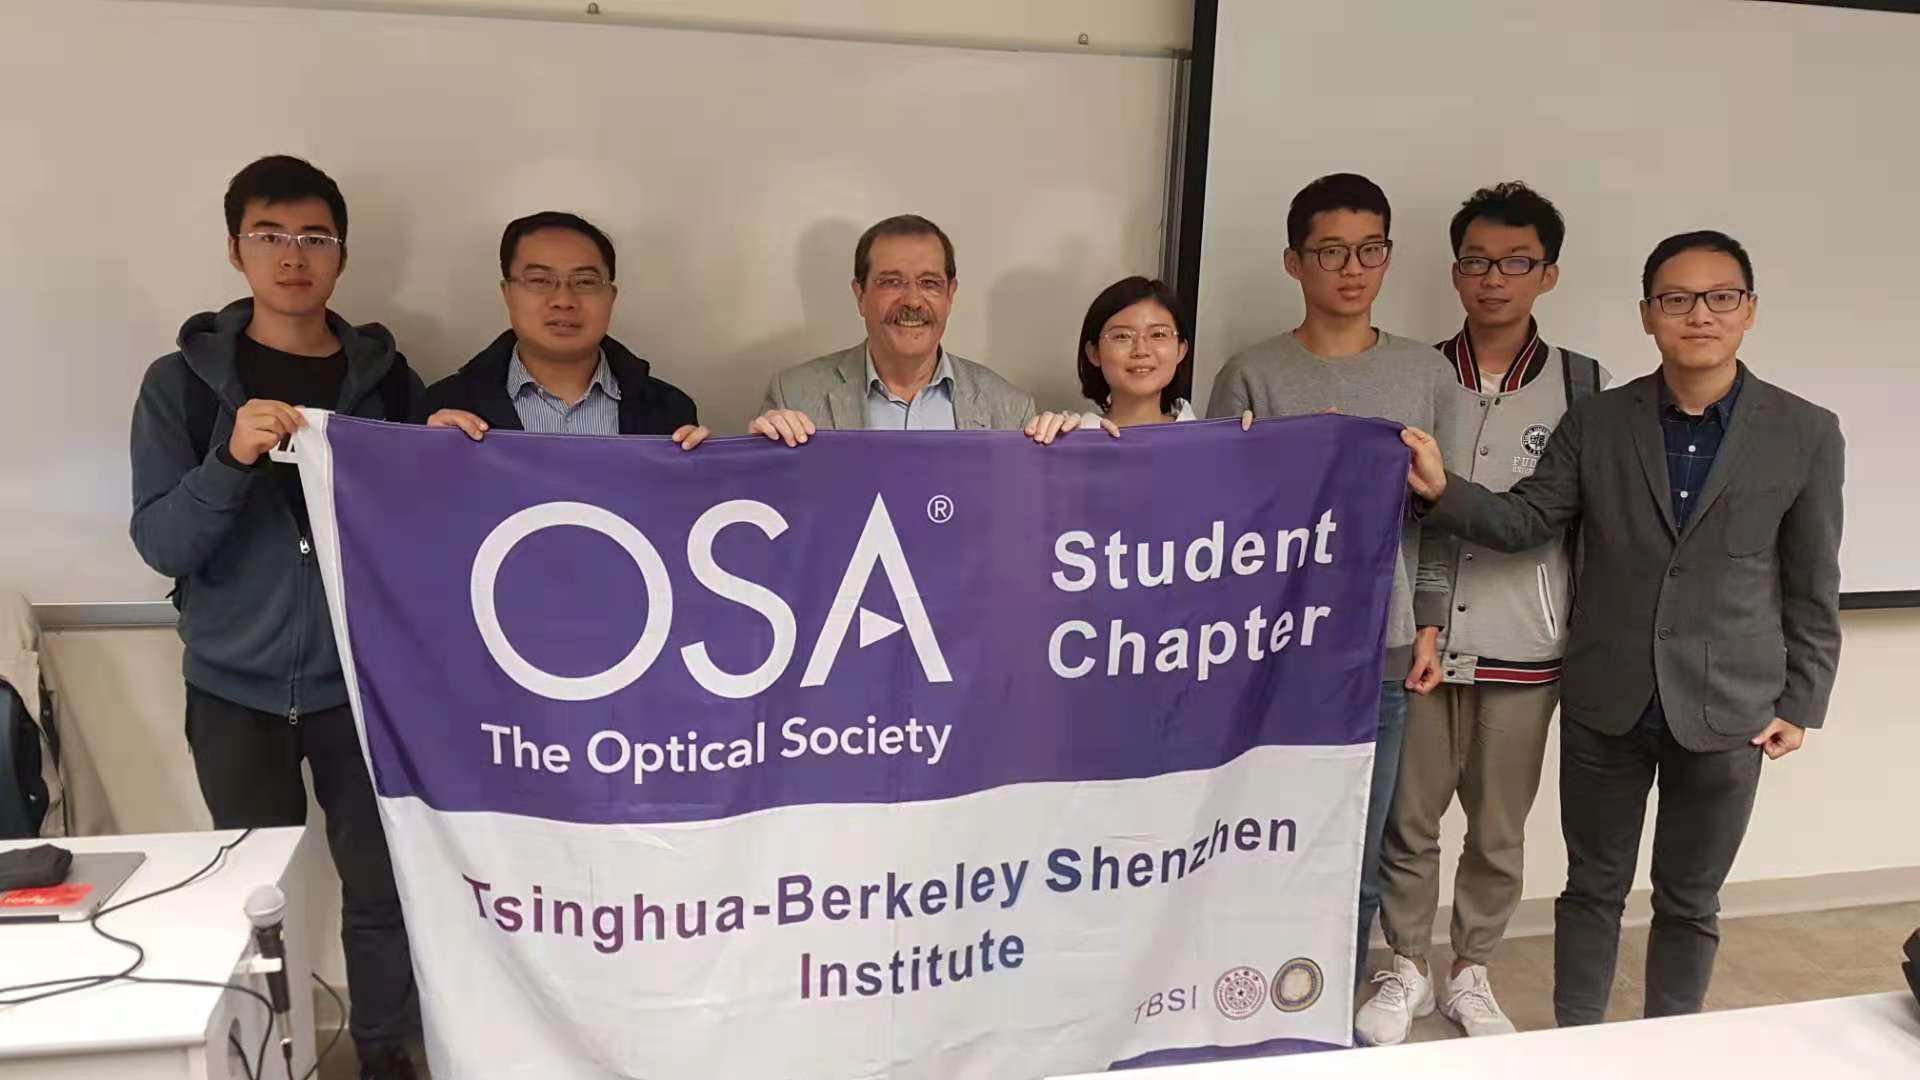 OSA®
The Optical Society
Student
Chapter
Tsinghua-Berkeley Shenzhen
Institute
TBSI